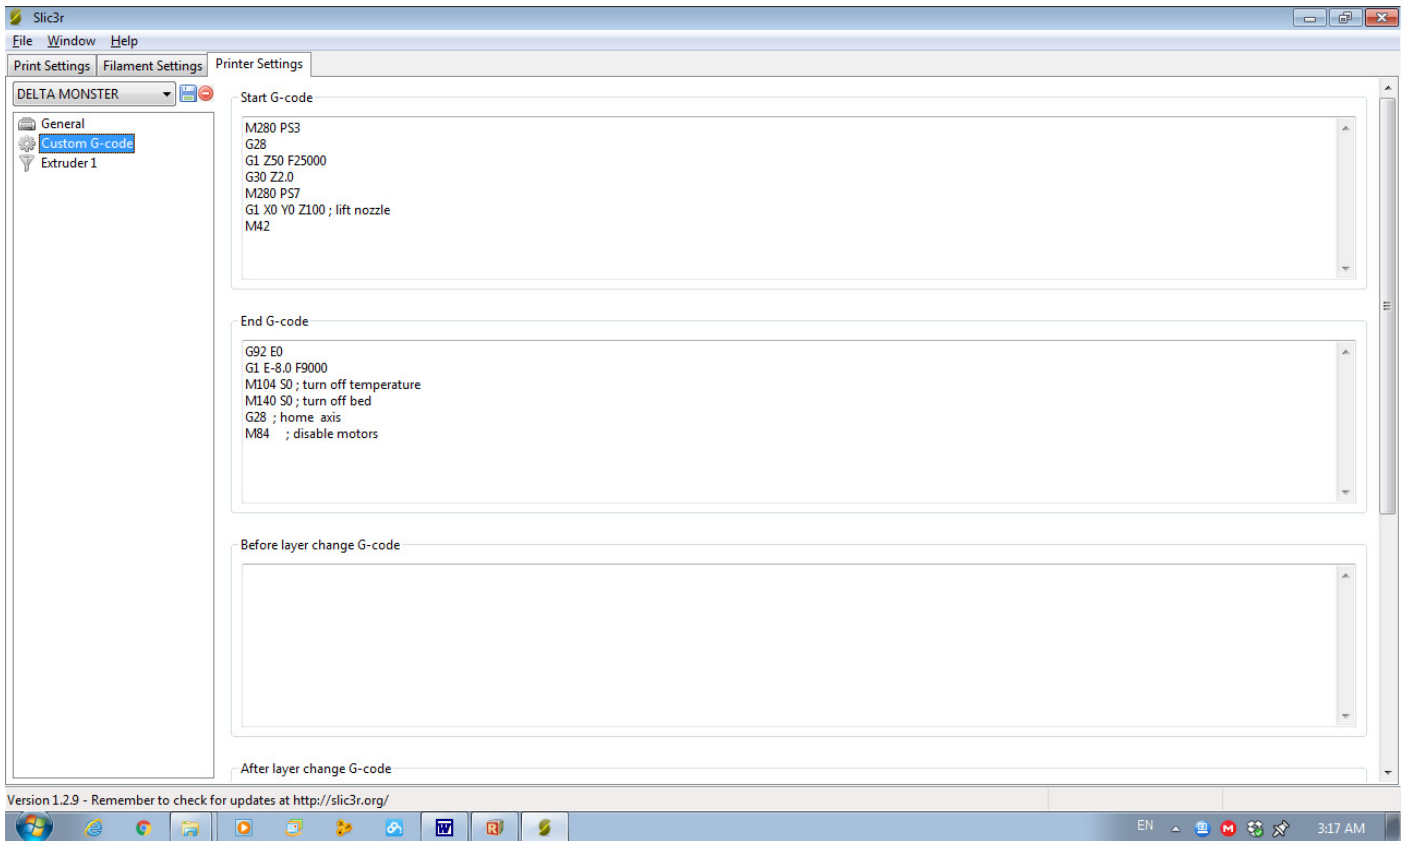 Slic3r
File Window Help
Print Settings Filament Settings Printer Settings
DELTA MONSTER
General
Custom G-code
Extruder 1
Start G-code
M280 PS3
G28
G1 Z50 F25000
G30 Z2.0
M280 PS7
G1 X0 Y0 Z100 ; lift nozzle
M42
End G-code
G92 E0
G1 E-8.0 F9000
M104 S0 ; turn off temperature
M140 S0 ; turn off bed
G28 ; home axis
M84 ; disable motors
Before layer change G-code
After layer change G-code
Version 1.2.9 - Remember to check for updates at http://slic3r.org/
EN 3:17 AM